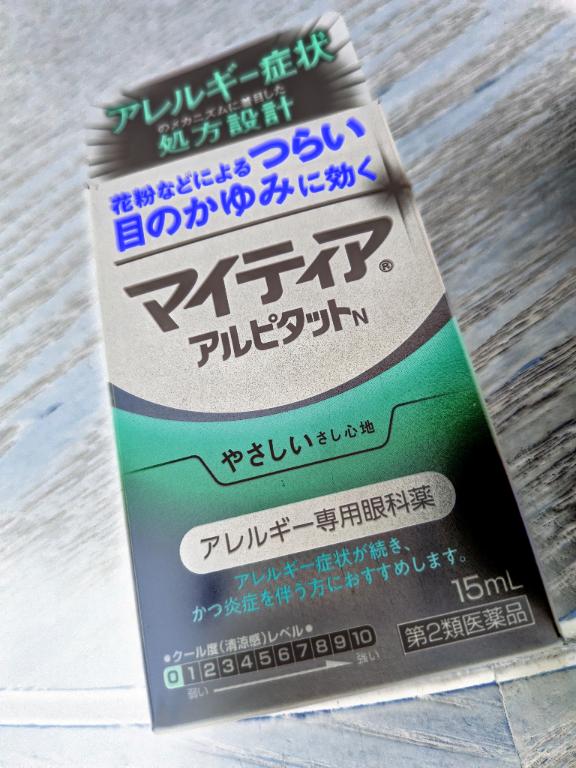 アレルギー症状
のメカニズムに着目した
処方設計
花粉などによるつらい
目のかゆみに効く
マイティア®
アルピタットN
やさしいさし心地
アレルギー専用眼科薬
アレルギー症状が続き、
かつ炎症を伴う方におすすめします。
15mL
第2類医薬品
●クール度(清涼感)レベル●
0 1 2 3 4 5 6 7 8 9 10
弱い 強い